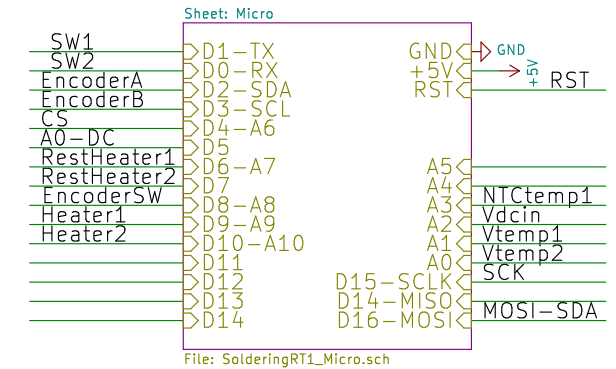 Sheet: Micro
SW1 D1-TX GND GND
SW2 D0-RX +5V +5V
EncoderA D2-SDA RST RST
EncoderB D3-SCL
CS D4-A6
A0-DC D5
RestHeater1 D6-A7 A5
RestHeater2 D7 A4
EncoderSW D8-A8 A3 NTCtemp1
Heater1 D9-A9 A2 Vdcin
Heater2 D10-A10 A1 Vtemp1
D11 A0 Vtemp2
D12 D15-SCLK SCK
D13 D14-MISO
D14 D16-MOSI MOSI-SDA
File: SolderingRT1_Micro.sch